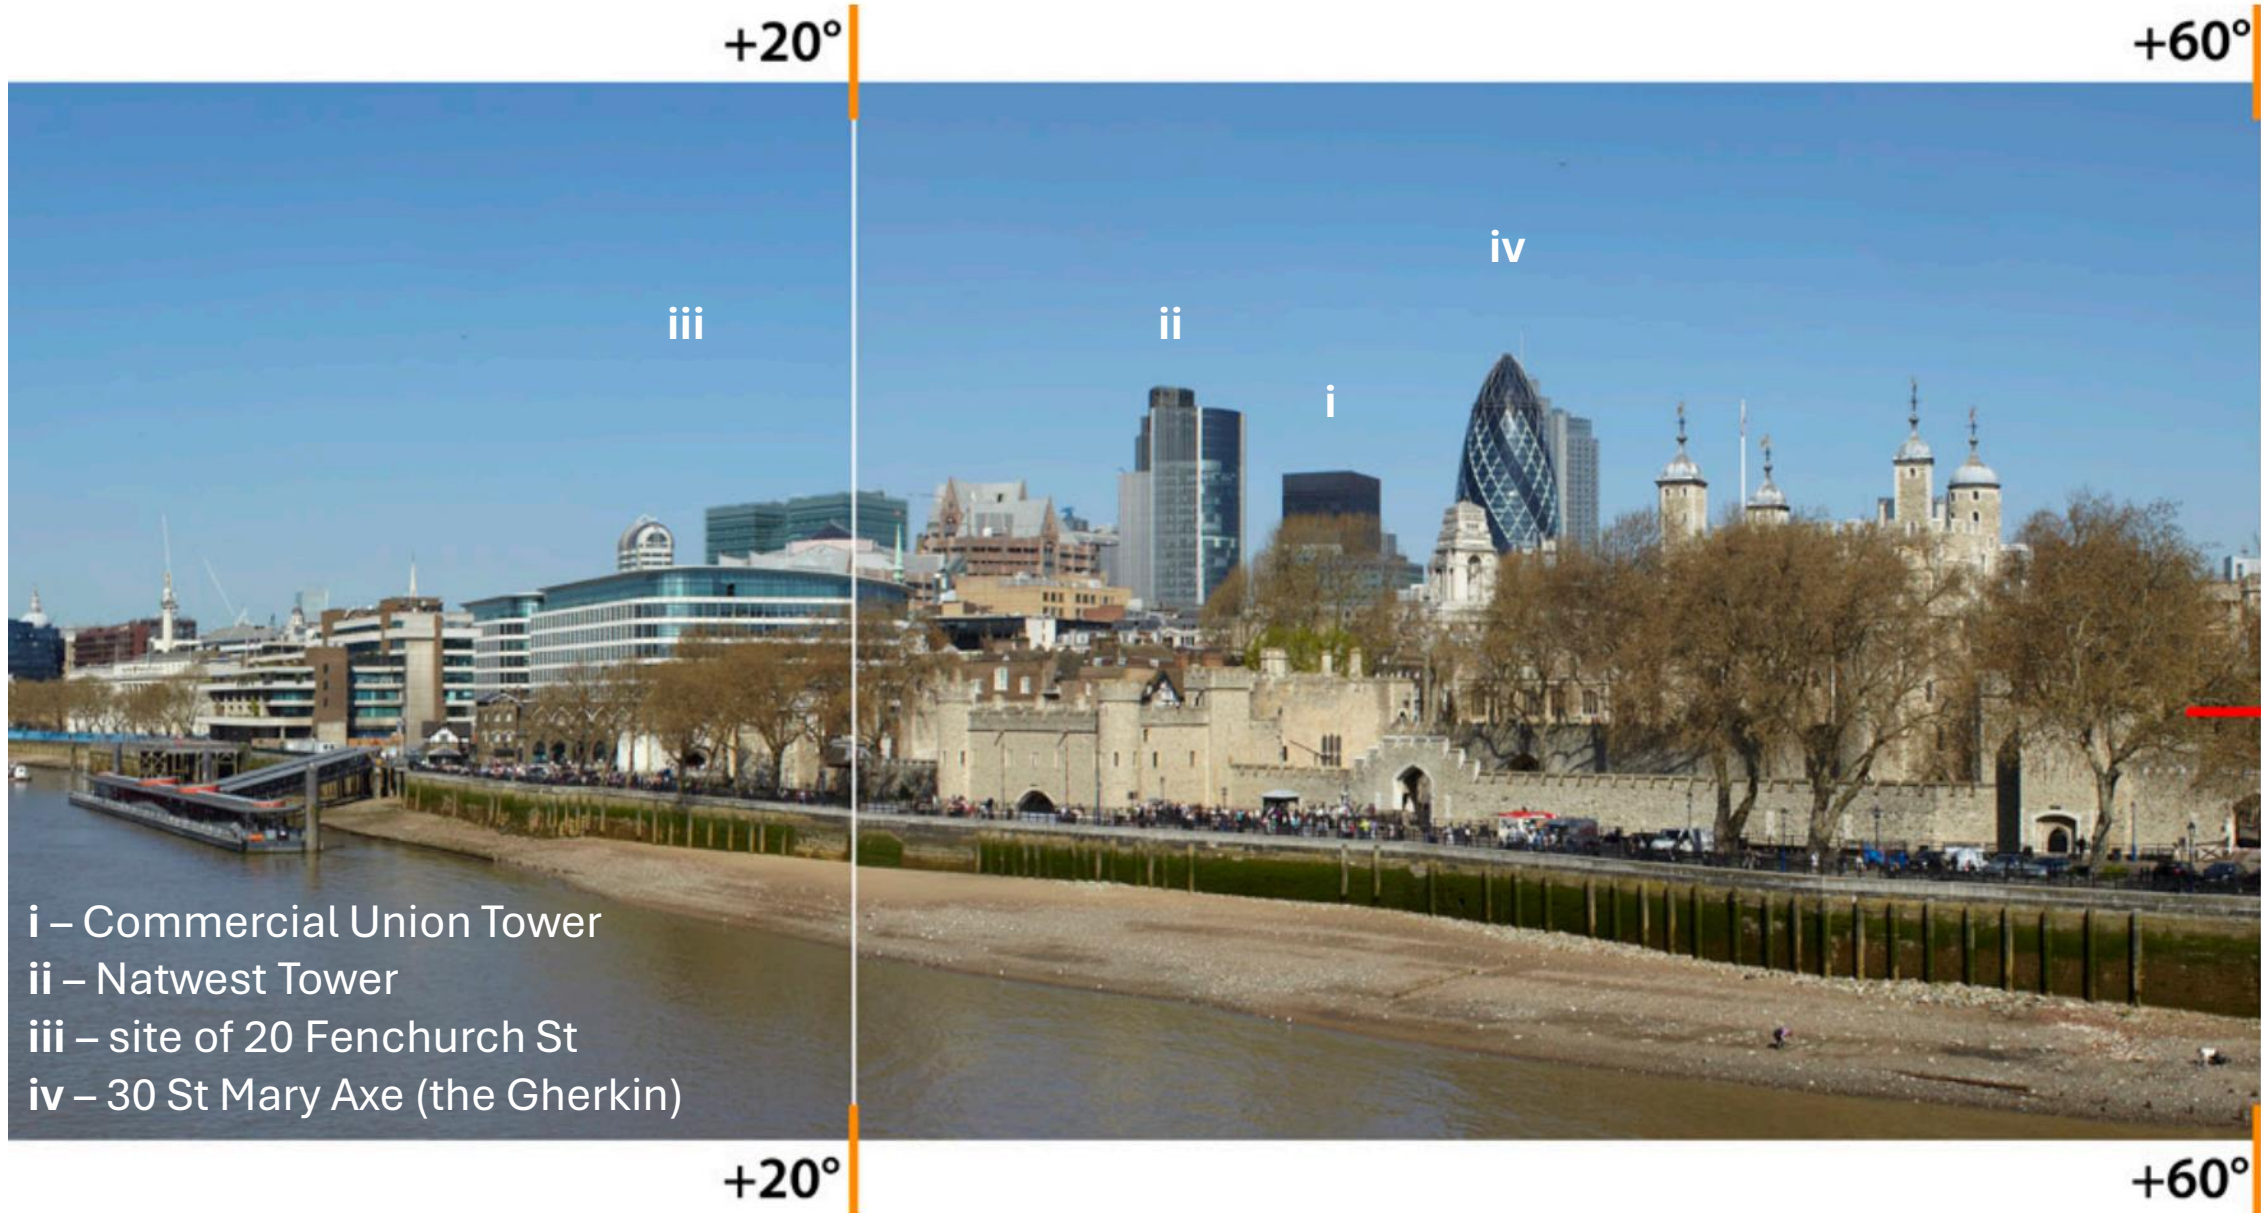 +20° +60°
iv
iii ii
i
i – Commercial Union Tower
ii – Natwest Tower
iii – site of 20 Fenchurch St
iv – 30 St Mary Axe (the Gherkin)
+20° +60°